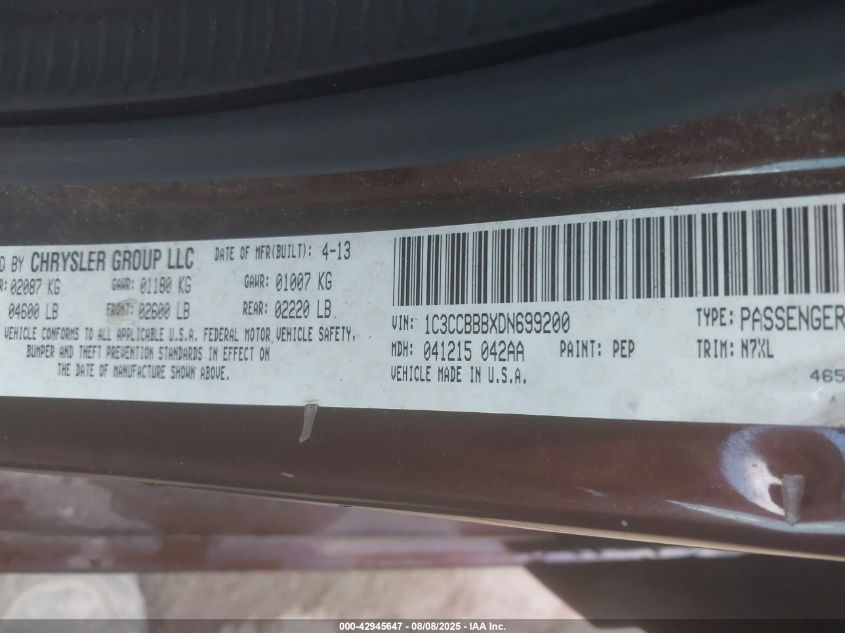 D BY CHRYSLER GROUP LLC DATE OF MFR(BUILT): 4-13
R: 02087 KG GAWR: 01180 KG GAWR: 01007 KG
04600 LB FRONT: 02600 LB REAR: 02220 LB
VEHICLE CONFORMS TO ALL APPLICABLE U.S.A. FEDERAL MOTOR VEHICLE SAFETY,
BUMPER AND THEFT PREVENTION STANDARDS IN EFFECT ON
THE DATE OF MANUFACTURE SHOWN ABOVE.
VIN: 1C3CCBBBXDN699200 TYPE: PASSENGER
MDH: 041215 042AA PAINT: PEP TRIM: N7XL
VEHICLE MADE IN U.S.A. 465
000-42945647 - 08/08/2025 - IAA Inc.